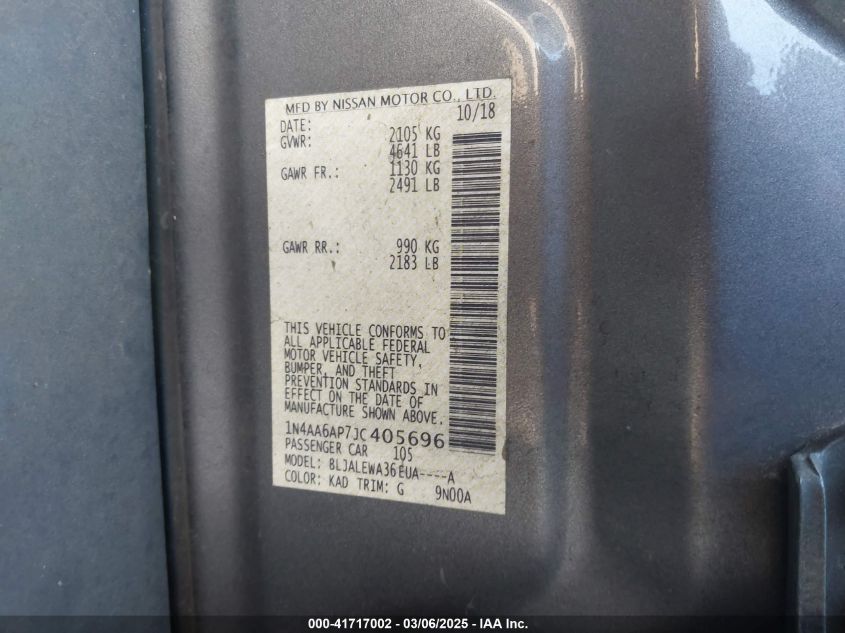 MFD BY NISSAN MOTOR CO., LTD.
DATE: 10/18
GVWR: 2105 KG
4641 LB
GAWR FR.: 1130 KG
2491 LB
GAWR RR.: 990 KG
2183 LB
THIS VEHICLE CONFORMS TO
ALL APPLICABLE FEDERAL
MOTOR VEHICLE SAFETY,
BUMPER, AND THEFT
PREVENTION STANDARDS IN
EFFECT ON THE DATE OF
MANUFACTURE SHOWN ABOVE.
1N4AA6AP7JC405696
PASSENGER CAR 105
MODEL: BLJALEWA36EUA----A
COLOR: KAD TRIM: G 9N00A
000-41717002 - 03/06/2025 - IAA Inc.